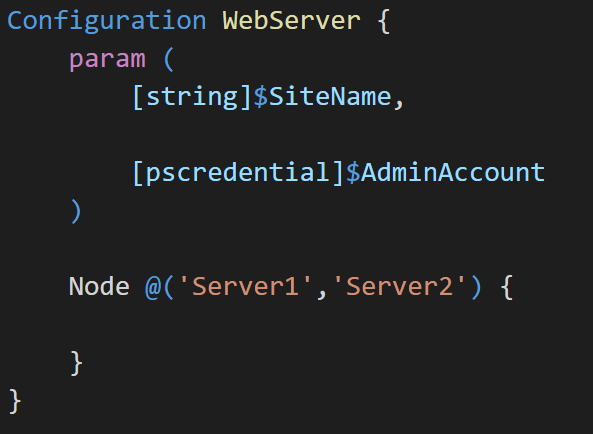 Configuration WebServer {
param (
[string]$SiteName,
[pscredential]$AdminAccount
)
Node @('Server1','Server2') {
}
}